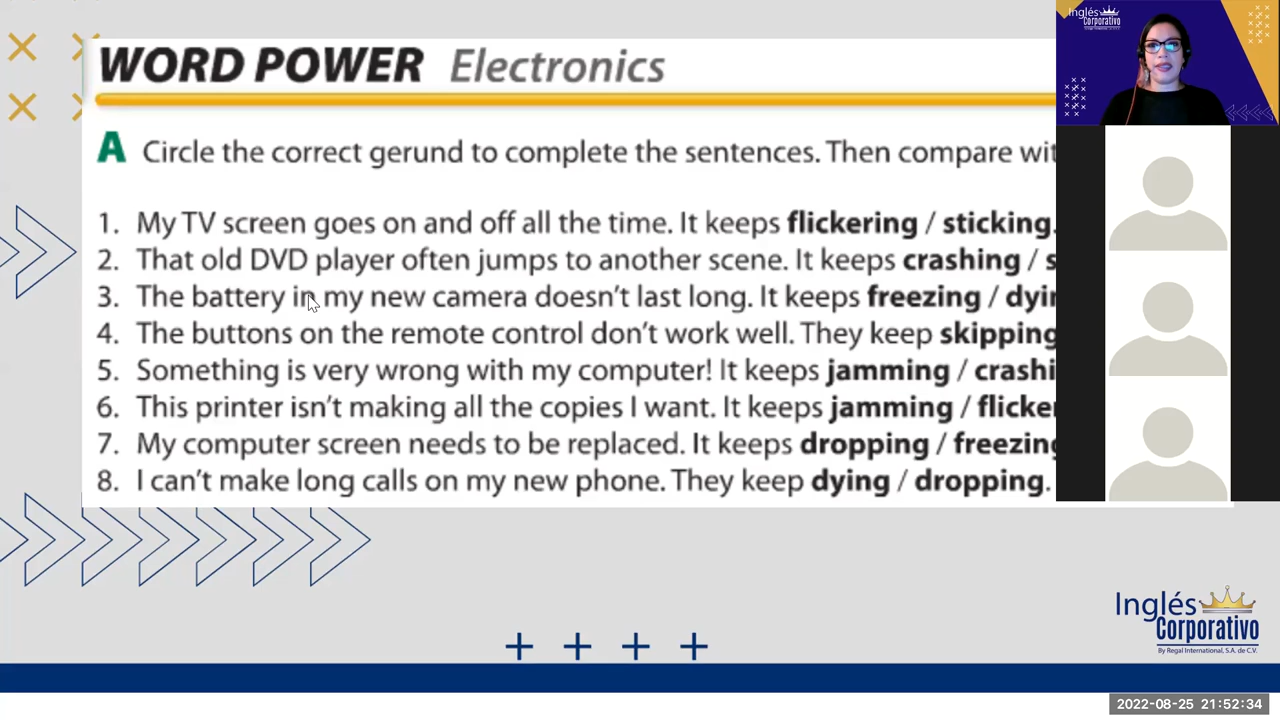 WORD POWER Electronics
A Circle the correct gerund to complete the sentences. Then compare
1. My TV screen goes on and off all the time. It keeps flickering / sticking.
2. That old DVD player often jumps to another scene. It keeps crashing /
3. The battery in my new camera doesn't last long. It keeps freezing /
4. The buttons on the remote control don't work well. They keep skipping
5. Something is very wrong with my computer! It keeps jamming /
6. This printer isn't making all the copies I want. It keeps jamming /
7. My computer screen needs to be replaced. It keeps dropping / freezing
8. I can't make long calls on my new phone. They keep dying / dropping.
Inglés
Corporativo
Inglés
Corporativo
By Regal International, S.A. de C.V.
2022-08-25 21:52:34